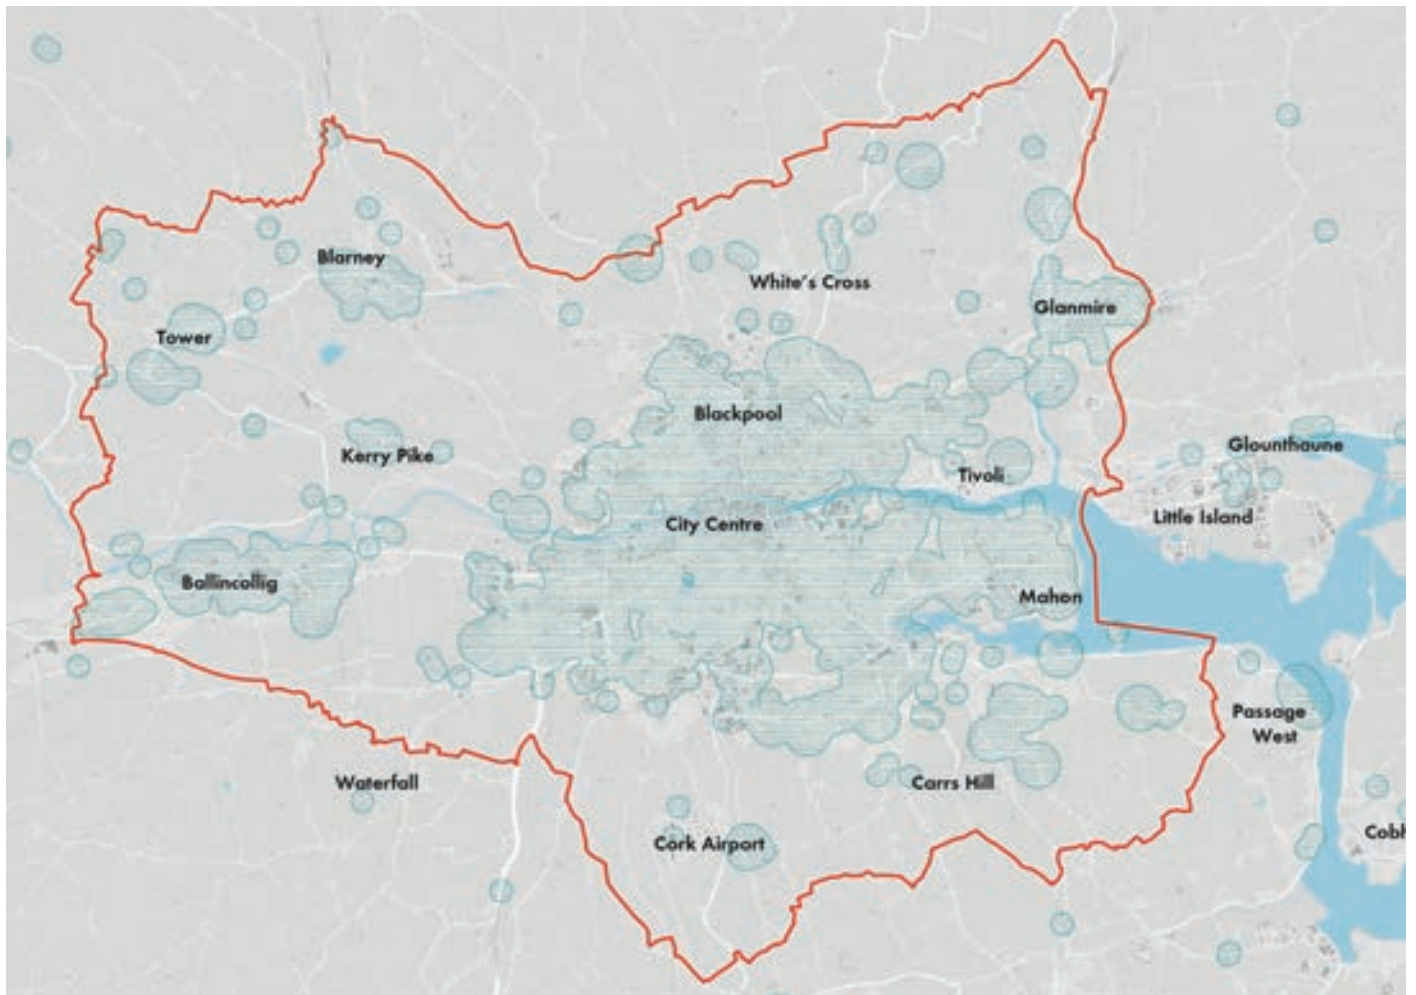 Blarney
White's Cross
Glanmire
Tower
Blackpool
Kerry Pike
Glounthaune
Tivoli
Little Island
City Centre
Ballincollig
Mahon
Passage
West
Waterfall
Carrs Hill
Cork Airport
Cobh